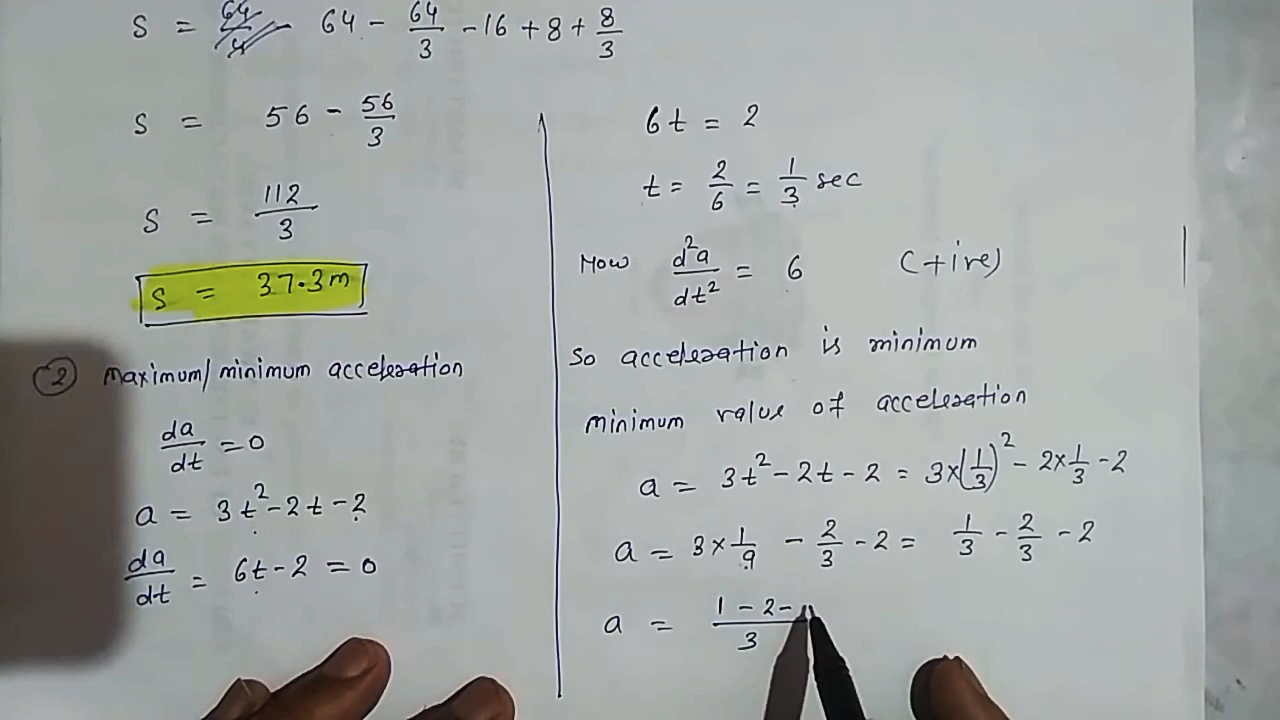 S = 64 - 64/3 - 16 + 8 + 8/3
S = 56 - 56/3
S = 112/3
S = 37.3m
② maximum/minimum acceleration
da/dt = 0
a = 3t² - 2t - 2
da/dt = 6t - 2 = 0
6t = 2
t = 2/6 = 1/3 sec
Now d²a/dt² = 6 (+ive)
So acceleration is minimum
minimum value of acceleration
a = 3t² - 2t - 2 = 3×(1/3)² - 2×1/3 - 2
a = 3×1/9 - 2/3 - 2 = 1/3 - 2/3 - 2
a = 1 - 2 - /3